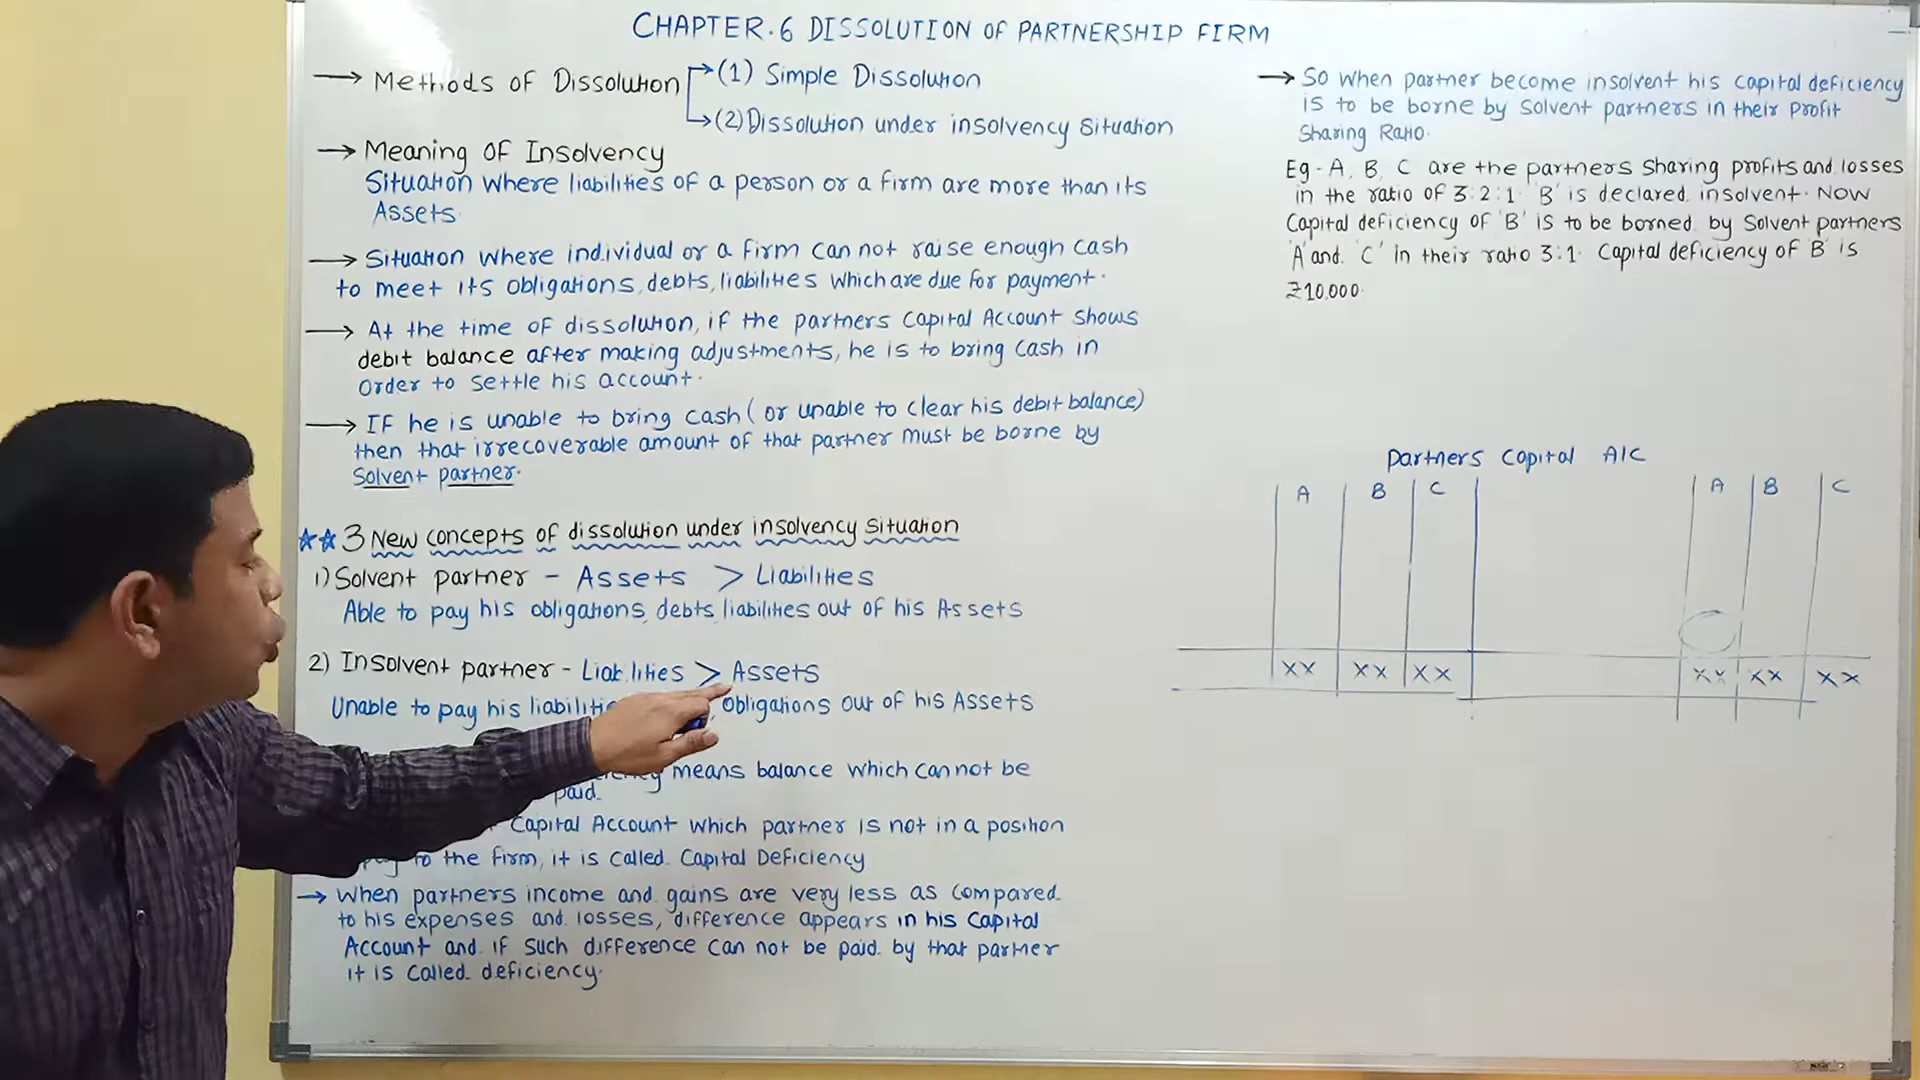 CHAPTER.6 DISSOLUTION OF PARTNERSHIP FIRM
→ Methods of Dissolution →(1) Simple Dissolution
→(2) Dissolution under insolvency Situation
→ Meaning OF Insolvency
Situation where liabilities of a person or a firm are more than its
Assets.
→ Situation where individual or a firm can not raise enough cash
to meet its obligations, debts, liabilities which are due for payment.
→ At the time of dissolution, if the partners Capital Account shows
debit balance after making adjustments, he is to bring cash in
order to settle his account.
→ If he is unable to bring cash (or unable to clear his debit balance)
then that irrecoverable amount of that partner must be borne by
Solvent partner.
★★ 3 New concepts of dissolution under insolvency Situation
1) Solvent partner - Assets > Liabilities
Able to pay his obligations, debts, liabilities out of his Assets
2) Insolvent partner - Liabilities > Assets
Unable to pay his obligations out of his Assets
means balance which can not be
paid.
Capital Account which partner is not in a position
to the firm, it is called Capital Deficiency
→ When partners income and gains are very less as compared
to his expenses and losses, difference appears in his Capital
Account and if such difference can not be paid by that partner
it is called deficiency.
→ So when partner become insolvent his capital deficiency
is to be borne by Solvent partners in their profit
Sharing Ratio.
Eg - A, B, C are the partners Sharing profits and losses
in the ratio of 3:2:1. 'B' is declared insolvent. Now
Capital deficiency of 'B' is to be borned by Solvent partners
'A' and 'C' in their ratio 3:1. Capital deficiency of B is
₹10,000.
Partners Capital A/C
A B C A B C
XX XX XX XX XX XX